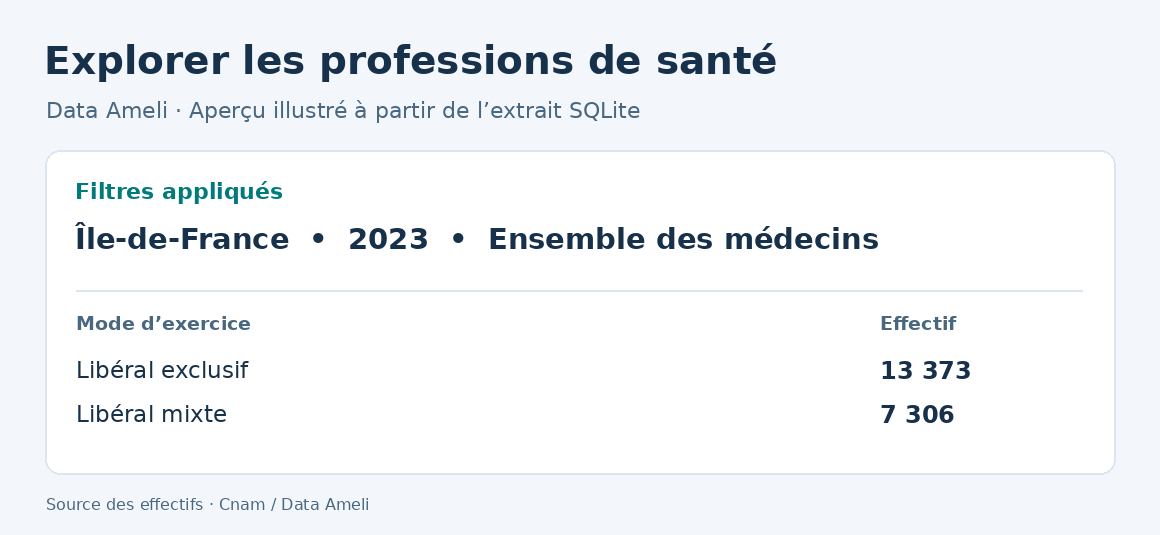 Explorer les professions de santé
Data Ameli · Aperçu illustré à partir de l’extrait SQLite
Filtres appliqués
Île-de-France • 2023 • Ensemble des médecins
Mode d’exercice Effectif
Libéral exclusif 13 373
Libéral mixte 7 306
Source des effectifs · Cnam / Data Ameli